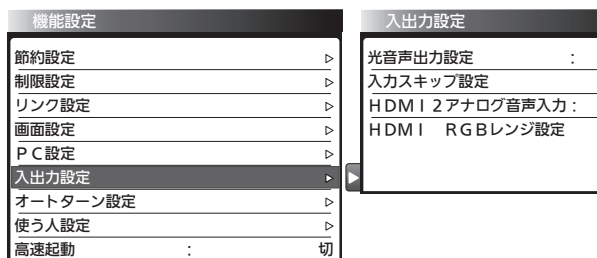 機能設定
節約設定
制限設定
リンク設定
画面設定
ＰＣ設定
入出力設定
オートターン設定
使う人設定
高速起動　：　切
入出力設定
光音声出力設定　：
入力スキップ設定
ＨＤＭＩ２アナログ音声入力：
ＨＤＭＩ　ＲＧＢレンジ設定